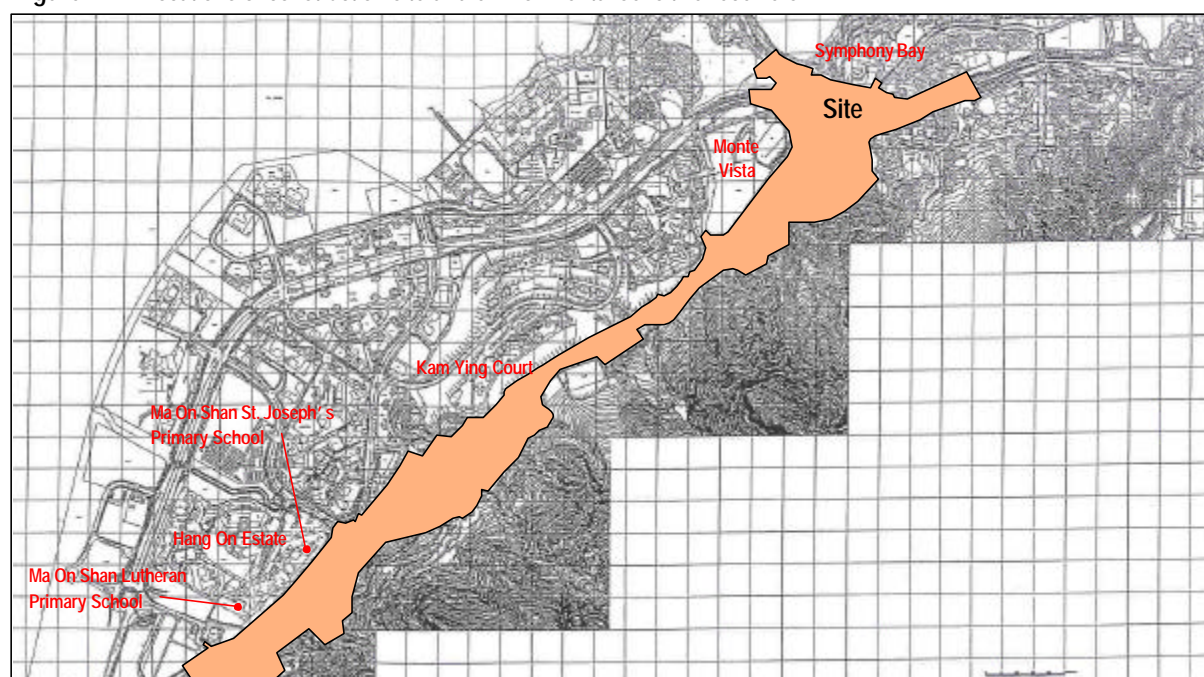 Symphony Bay
Site
Monte
Vista
Kam Ying Court
Ma On Shan St. Joseph's
Primary School
Hang On Estate
Ma On Shan Lutheran
Primary School